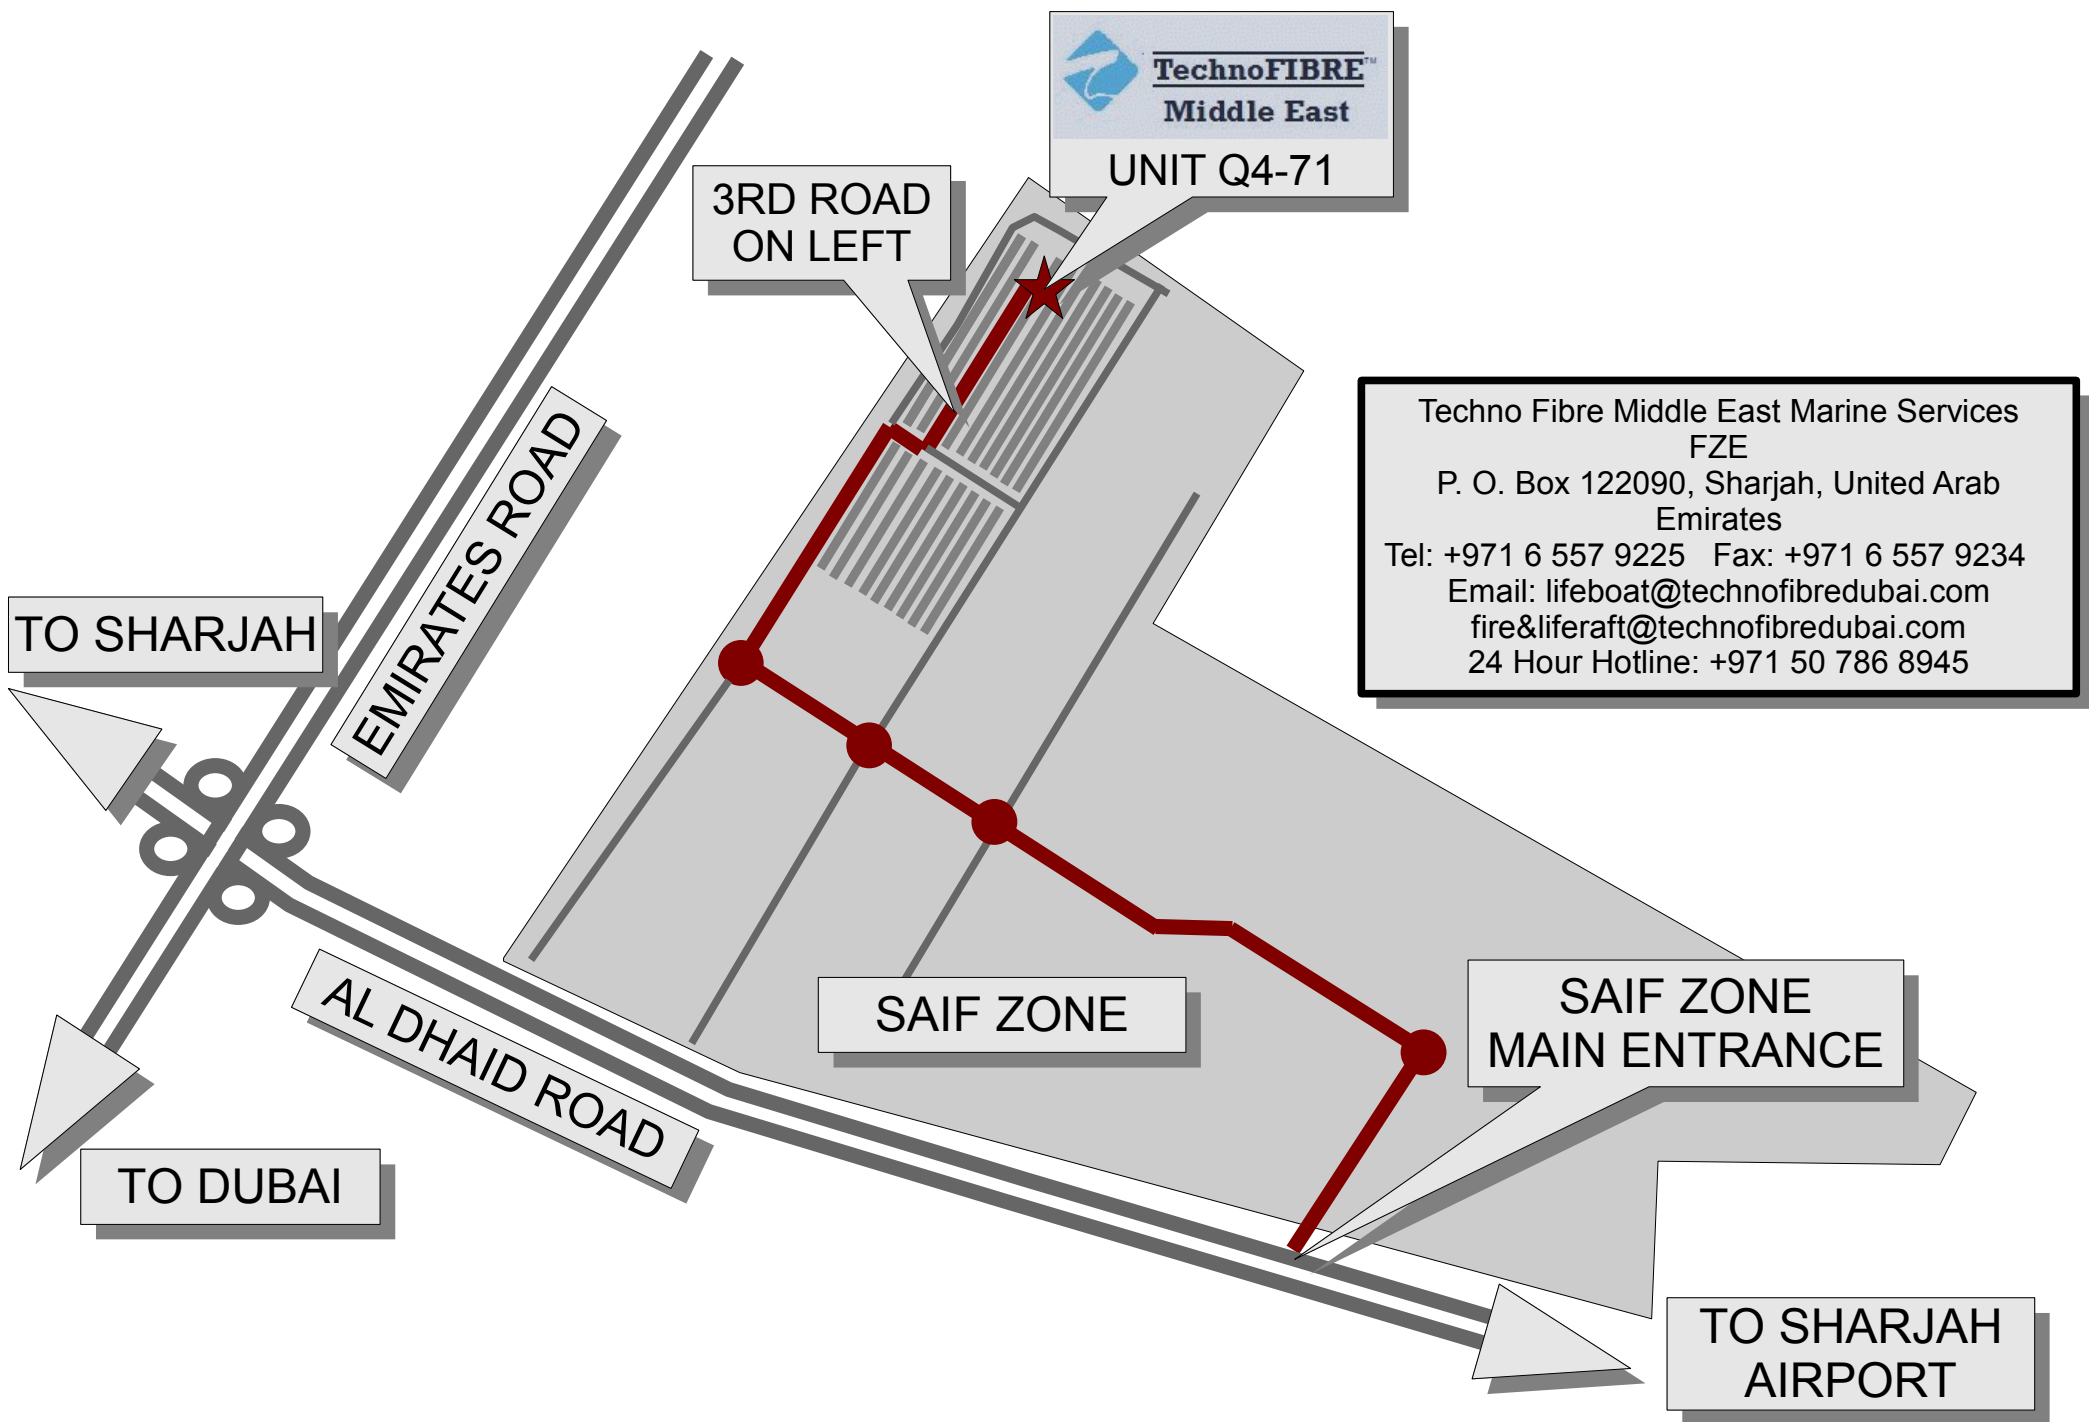 TechnoFIBRE™
Middle East
UNIT Q4-71
3RD ROAD
ON LEFT
Techno Fibre Middle East Marine Services
FZE
P. O. Box 122090, Sharjah, United Arab
Emirates
Tel: +971 6 557 9225   Fax: +971 6 557 9234
Email: lifeboat@technofibredubai.com
fire&liferaft@technofibredubai.com
24 Hour Hotline: +971 50 786 8945
EMIRATES ROAD
TO SHARJAH
SAIF ZONE
SAIF ZONE
MAIN ENTRANCE
AL DHAID ROAD
TO DUBAI
TO SHARJAH
AIRPORT